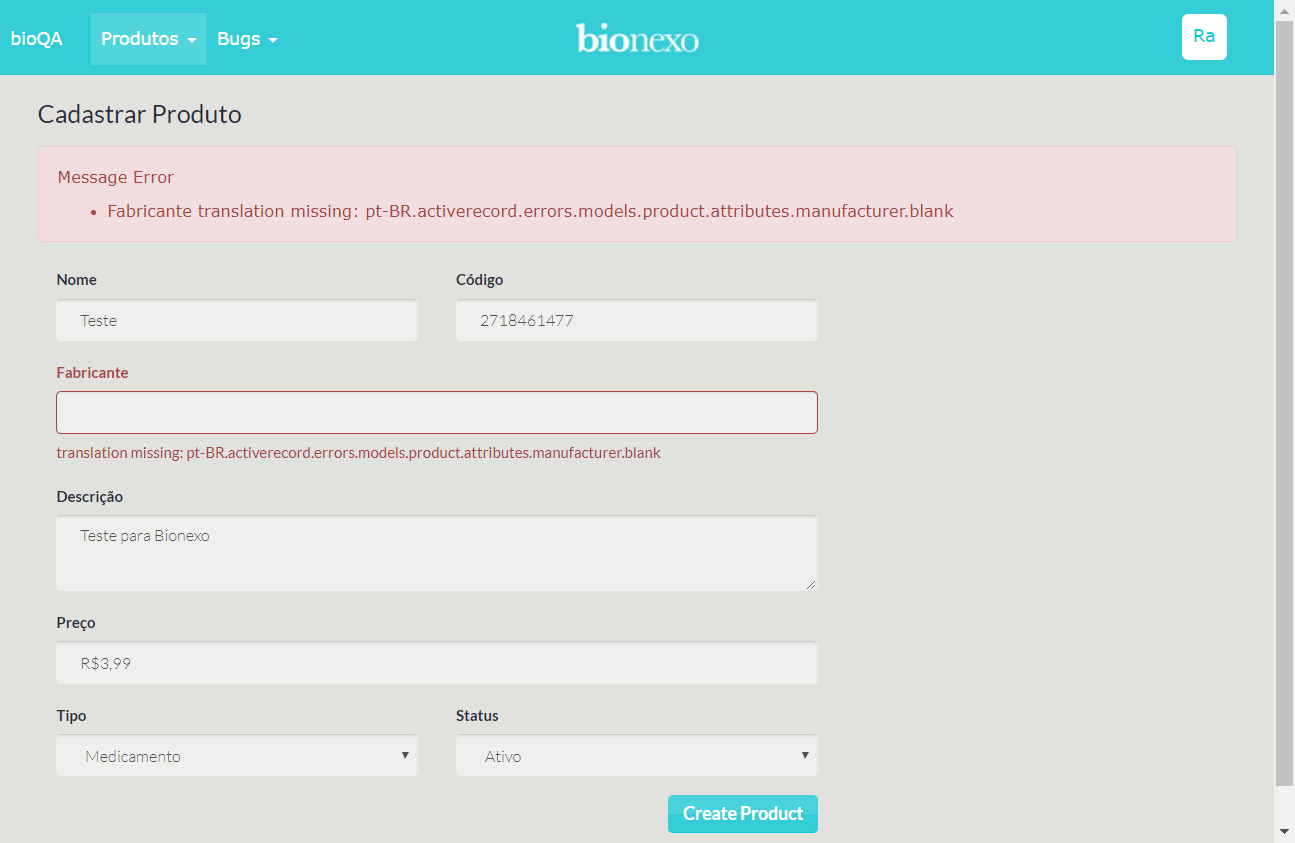 bioQA Produtos Bugs bionexo Ra
Cadastrar Produto
Message Error
• Fabricante translation missing: pt-BR.activerecord.errors.models.product.attributes.manufacturer.blank
Nome Código
Teste 2718461477
Fabricante
translation missing: pt-BR.activerecord.errors.models.product.attributes.manufacturer.blank
Descrição
Teste para Bionexo
Preço
R$3,99
Tipo Status
Medicamento Ativo
Create Product